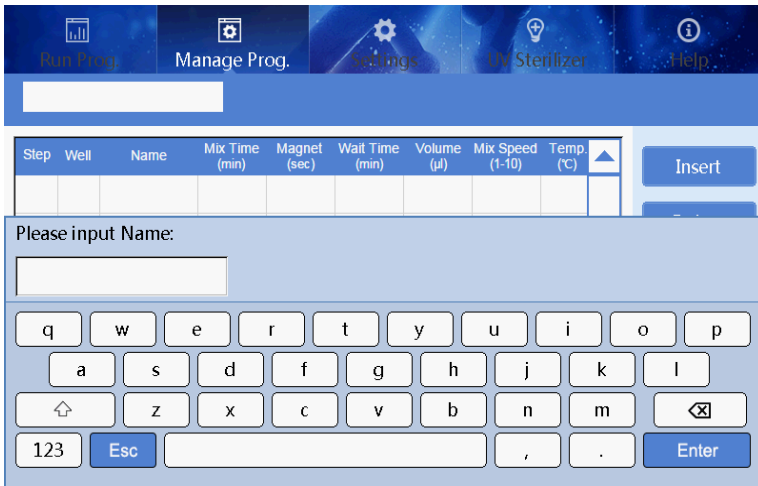 Run Prog.
Manage Prog.
Settings
UV Sterilizer
Help
Step Well Name Mix Time (min) Magnet (sec) Wait Time (min) Volume (µl) Mix Speed (1-10) Temp. (℃)
Insert
Please input Name:
q w e r t y u i o p
a s d f g h j k l
z x c v b n m
123 Esc , . Enter